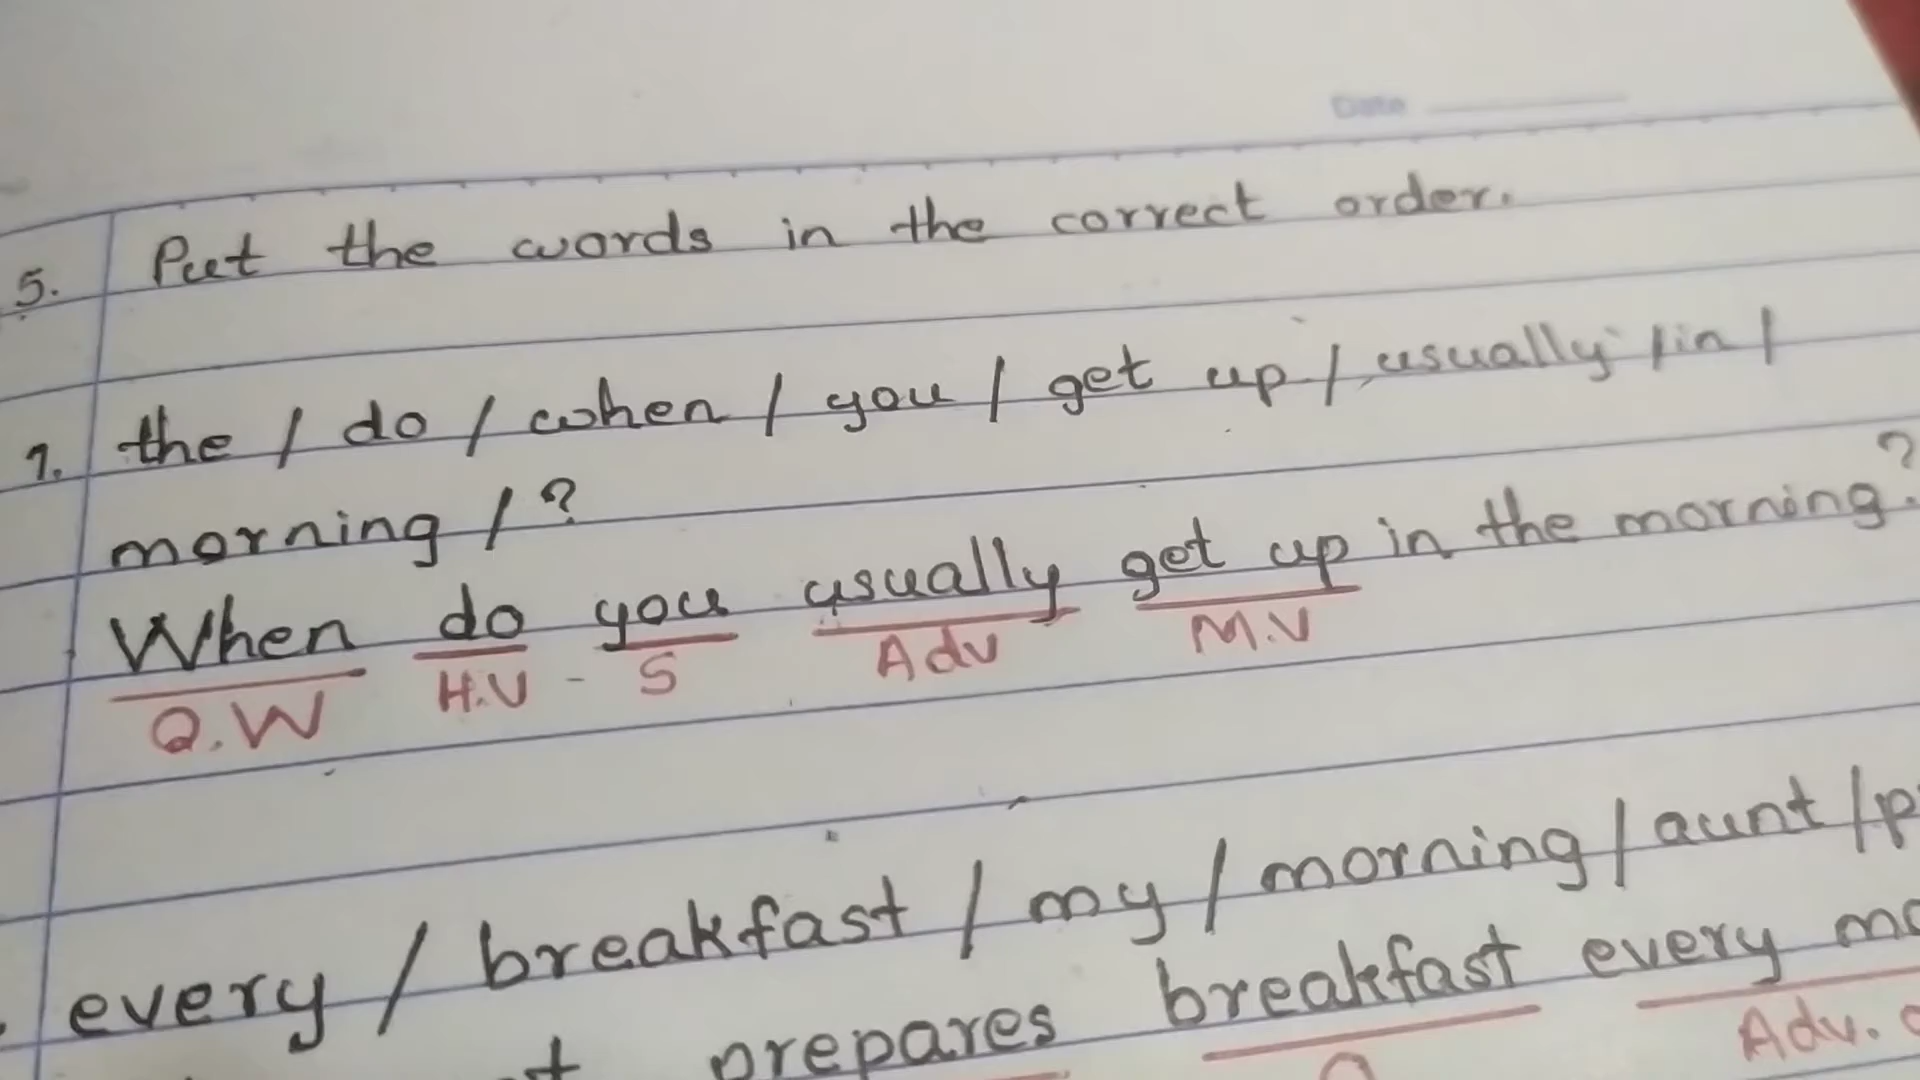 Date
5. Put the words in the correct order.
1. the / do / when / you / get up / usually / in /
morning / ?
When do you usually get up in the morning?
Q.W H.V - S Adv M.V
every / breakfast / my / morning / aunt /
prepares breakfast every
Adv.